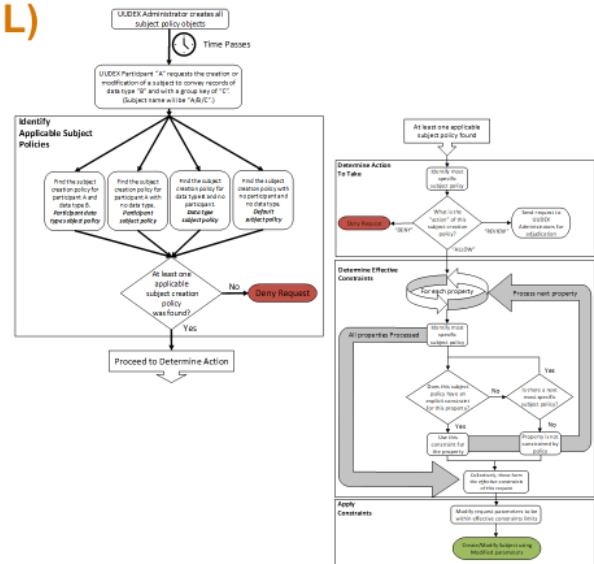 L)
UUDEX Administrator creates all
subject policy objects
Time Passes
UUDEX Participant "A" requests the creation or
modification of a subject to convey records of
data type "B" and with a group key of "C".
(Subject name will be "A/B/C".)
Identify
Applicable Subject
Policies
Find the subject
creation policy for
participant A and
data type B.
Participant data
types subject policy
Find the subject
creation policy for
participant A with
no data type.
Participant
subject policy
Find the subject
creation policy for
data type B and no
participant.
Data type
subject policy
Find the subject
creation policy with
no participant and
no data type.
Default
subject policy
At least one
applicable
subject creation
policy
was found?
No
Deny Request
Yes
Proceed to Determine Action
At least one applicable
subject policy found
Determine Action
To Take
Identify most
specific
subject policy
What is the
"action" of this
subject creation
policy?
"DENY"
Deny Request
"REVIEW"
Send request to
UUDEX
Administrators for
adjudication
"ALLOW"
Determine Effective
Constraints
For each property
Process next property
All properties Processed
Identify most
specific
subject policy
Does this subject
policy have an
explicit constraint
for this property?
No
Is there a next
most specific
subject policy?
Yes
Yes
No
Use this
constraint for
the property
Property is not
constrained by
policy
Collectively, these form
the effective constraints
of this request
Apply
Constraints
Modify request parameters to be
within effective constraints limits
Create/Modify Subject using
Modified parameters